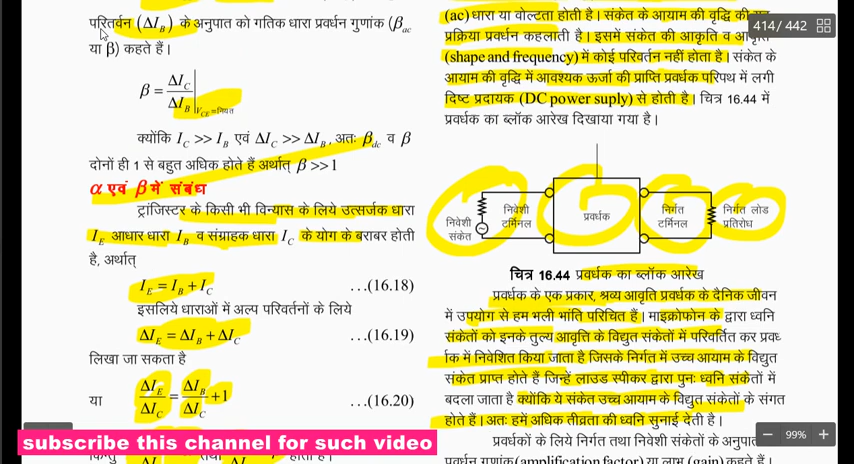 परिवर्तन (ΔI_B) के अनुपात को गतिक धारा प्रवर्धन गुणांक (β_ac
या β) कहते हैं।
β = ΔI_C / ΔI_B |V_CE = नियत
क्योंकि I_C >> I_B एवं ΔI_C >> ΔI_B, अतः β_dc व β
दोनों ही 1 से बहुत अधिक होते हैं अर्थात् β >> 1
α एवं β में संबंध
ट्रांजिस्टर के किसी भी विन्यास के लिये उत्सर्जक धारा
I_E आधार धारा I_B व संग्राहक धारा I_C के योग के बराबर होती
है, अर्थात्
I_E = I_B + I_C ...(16.18)
इसलिये धाराओं में अल्प परिवर्तनों के लिये
ΔI_E = ΔI_B + ΔI_C ...(16.19)
लिखा जा सकता है
या ΔI_E / ΔI_C = ΔI_B / ΔI_C + 1 ...(16.20)
subscribe this channel for such video
(ac) धारा या वोल्टता होती है। संकेत के आयाम की वृद्धि की
प्रक्रिया प्रवर्धन कहलाती है। इसमें संकेत की आकृति व
(shape and frequency) में कोई परिवर्तन नहीं होता है। संकेत के
आयाम की वृद्धि में आवश्यक ऊर्जा की प्राप्ति प्रवर्धक परिपथ में लगी
दिष्ट प्रदायक (DC power suply) से होती है। चित्र 16.44 में
प्रवर्धक का ब्लॉक आरेख दिखाया गया है।
414 / 442
निवेशी संकेत
निवेशी टर्मिनल
प्रवर्धक
निर्गत टर्मिनल
निर्गत लोड प्रतिरोध
चित्र 16.44 प्रवर्धक का ब्लॉक आरेख
प्रवर्धक के एक प्रकार, श्रव्य आवृति प्रवर्धक के दैनिक जीवन
में उपयोग से हम भली भांति परिचित हैं। माइक्रोफोन के द्वारा ध्वनि
संकेतों को इनके तुल्य आवृत्ति के विद्युत संकेतों में परिवर्तित कर प्रवर्ध
क में निवेशित किया जाता है जिसके निर्गत में उच्च आयाम के विद्युत
संकेत प्राप्त होते हैं जिन्हें लाउड स्पीकर द्वारा पुनः ध्वनि संकेतों में
बदला जाता है क्योंकि ये संकेत उच्च आयाम के विद्युत संकेतों के संगत
होते हैं। अतः हमें अधिक तीव्रता की ध्वनि सुनाई देती है।
प्रवर्धकों के लिये निर्गत तथा निवेशी संकेतों के
प्रवर्धन गुणांक (amplification factor) या लाभ (gain) कहते हैं।
99%